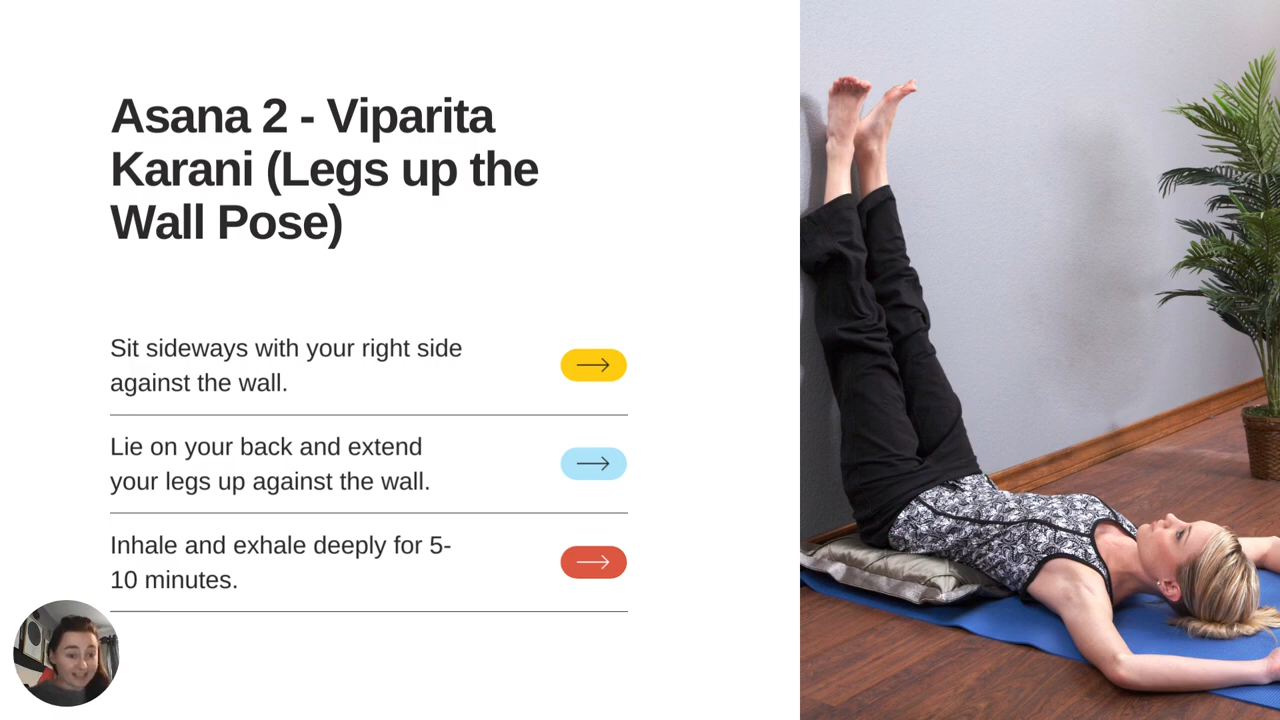 Asana 2 - Viparita
Karani (Legs up the
Wall Pose)
Sit sideways with your right side
against the wall.
Lie on your back and extend
your legs up against the wall.
Inhale and exhale deeply for 5-
10 minutes.